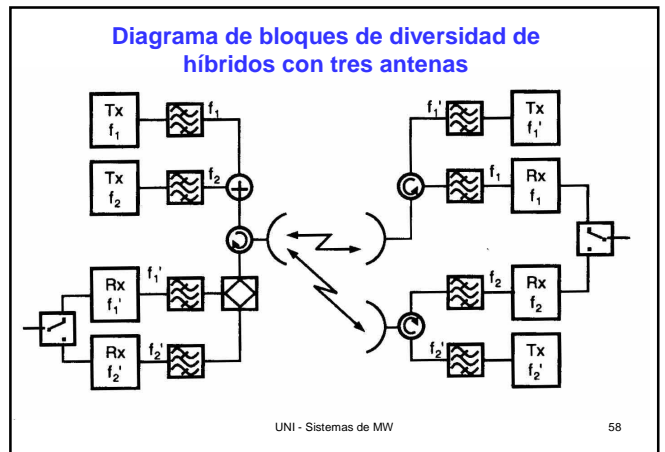 Diagrama de bloques de diversidad de
híbridos con tres antenas
Tx
f₁
f₁
Tx
f₂
f₂
Rx
f₁'
f₁'
Rx
f₂'
f₂'
f₁'
Tx
f₁'
f₁
Rx
f₁
f₂
Rx
f₂
f₂'
Tx
f₂'
UNI - Sistemas de MW
58